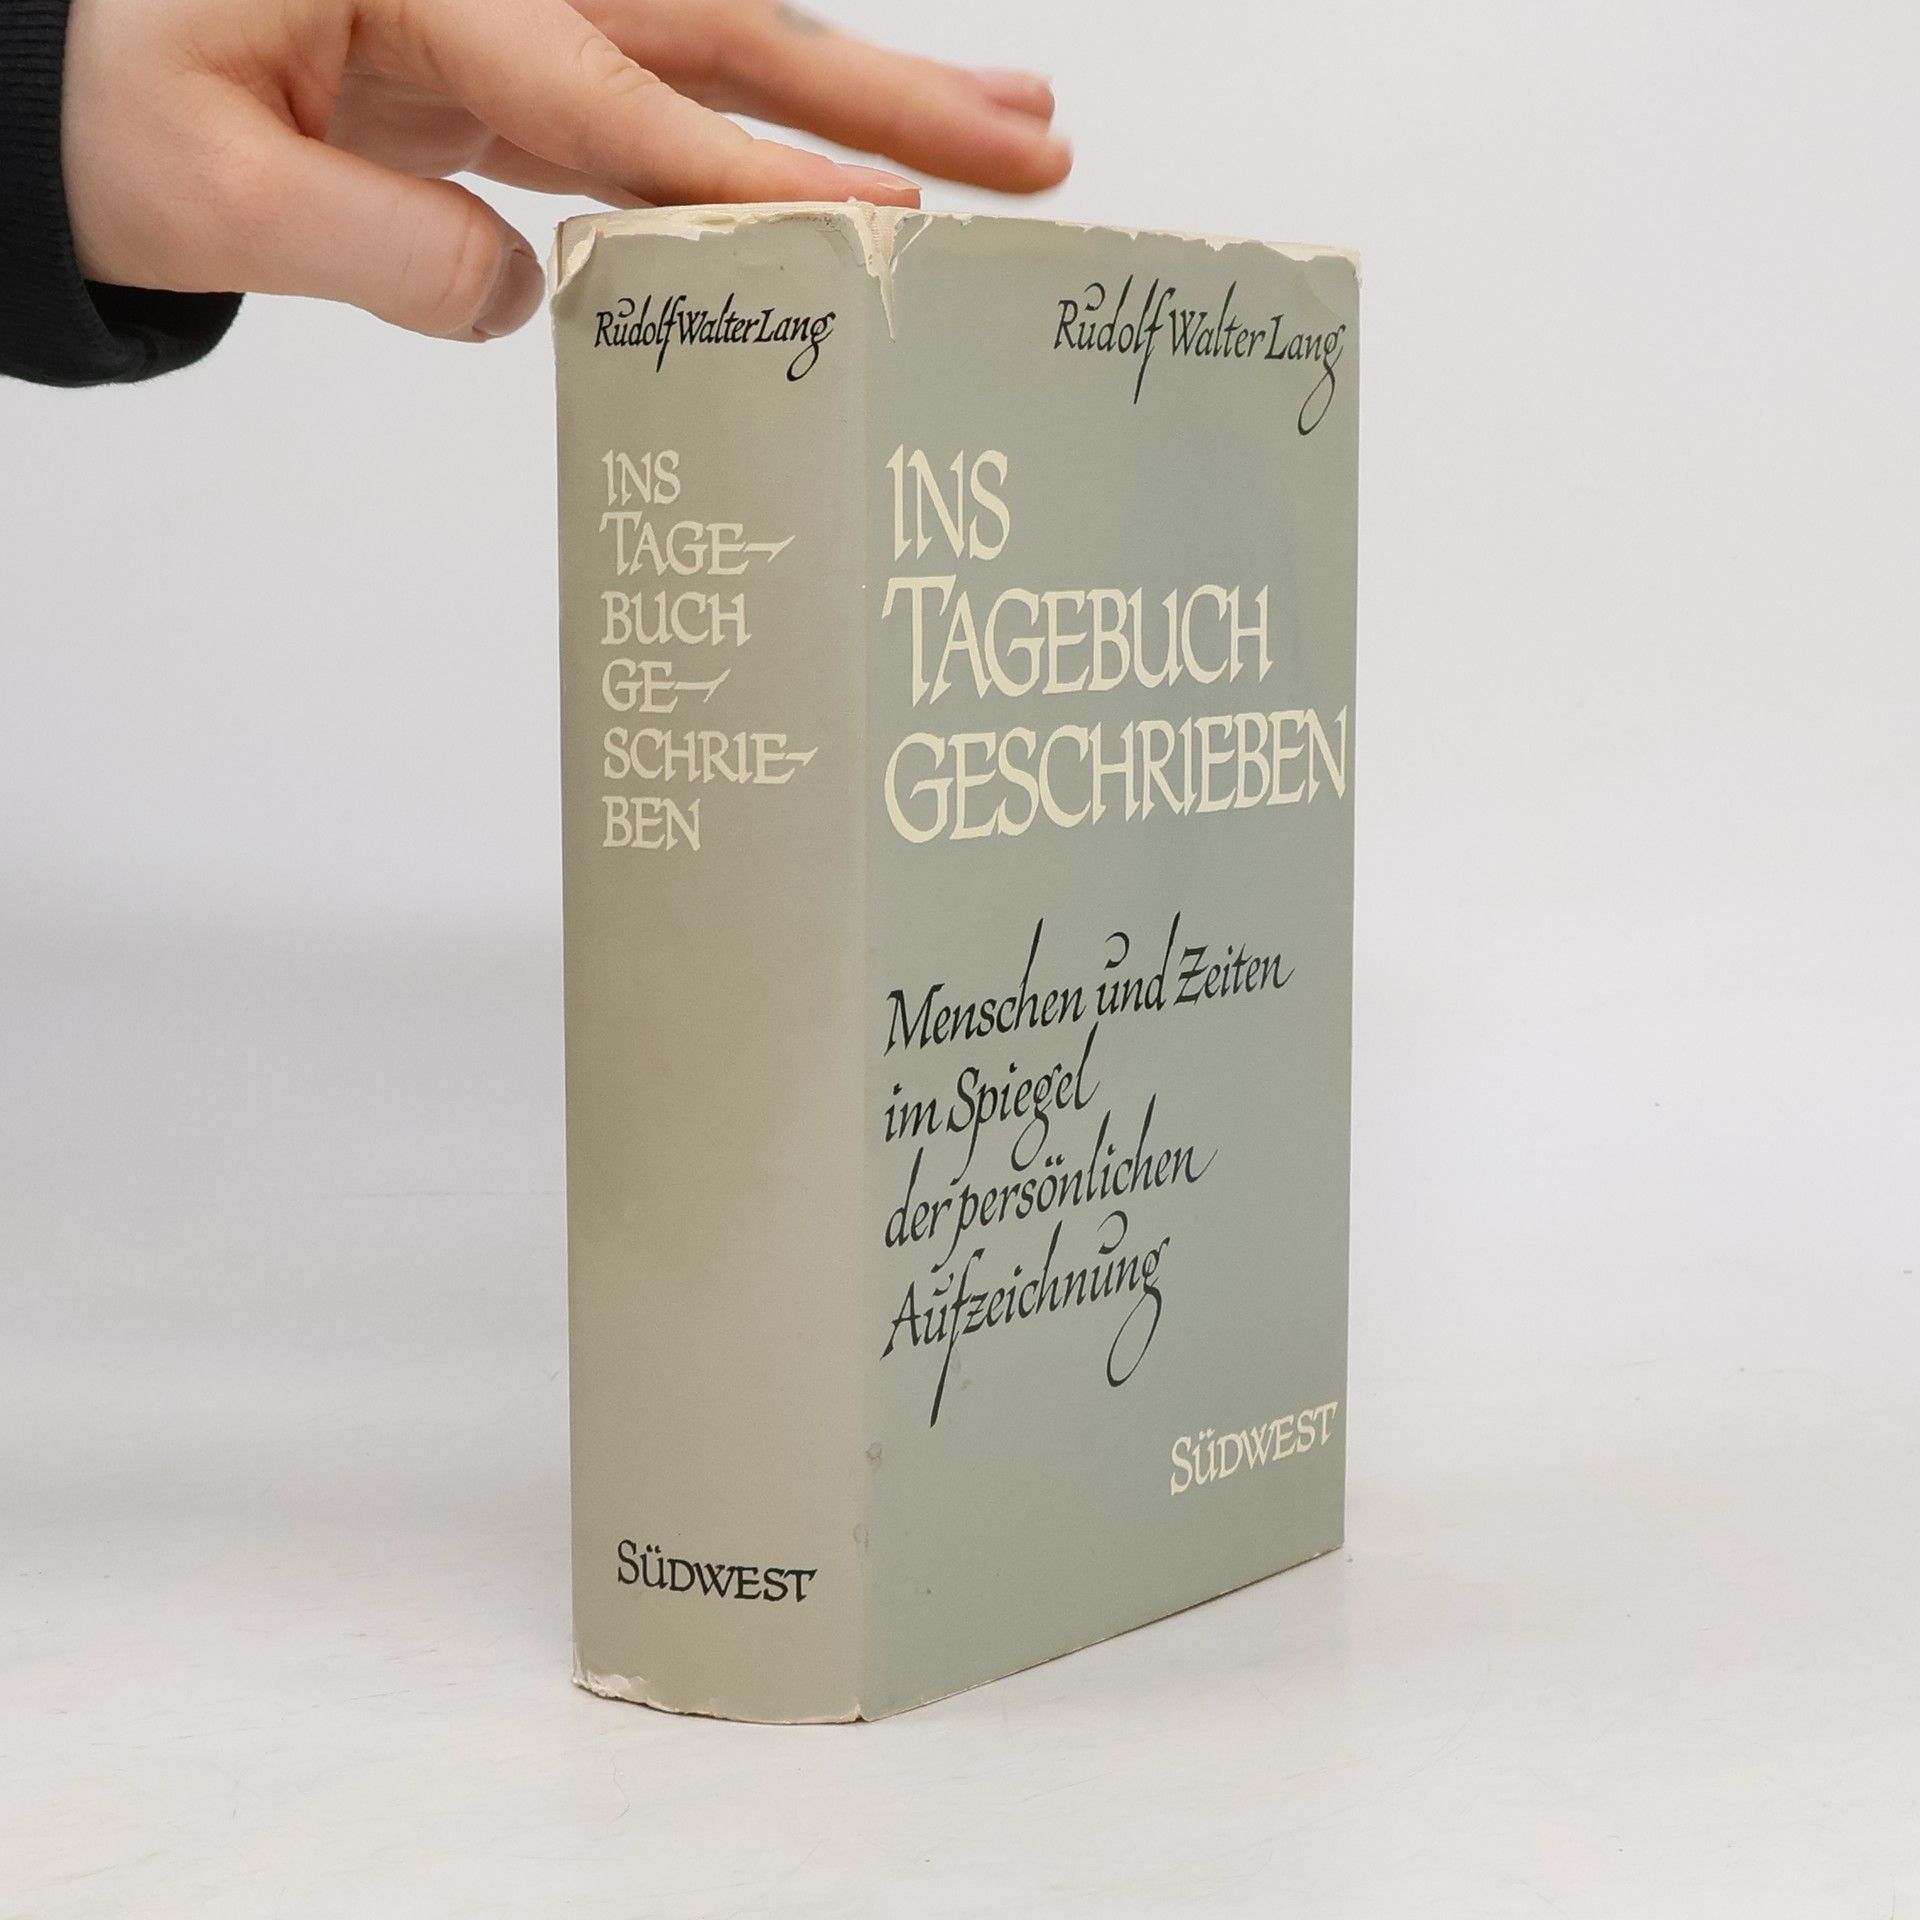 Rudolf Walter Lang
INS
TAGE-
BUCH
GE-
SCHRIE-
BEN
SÜDWEST
Rudolf Walter Lang
INS
TAGEBUCH
GESCHRIEBEN
Menschen und Zeiten
im Spiegel
der persönlichen
Aufzeichnung
SÜDWEST